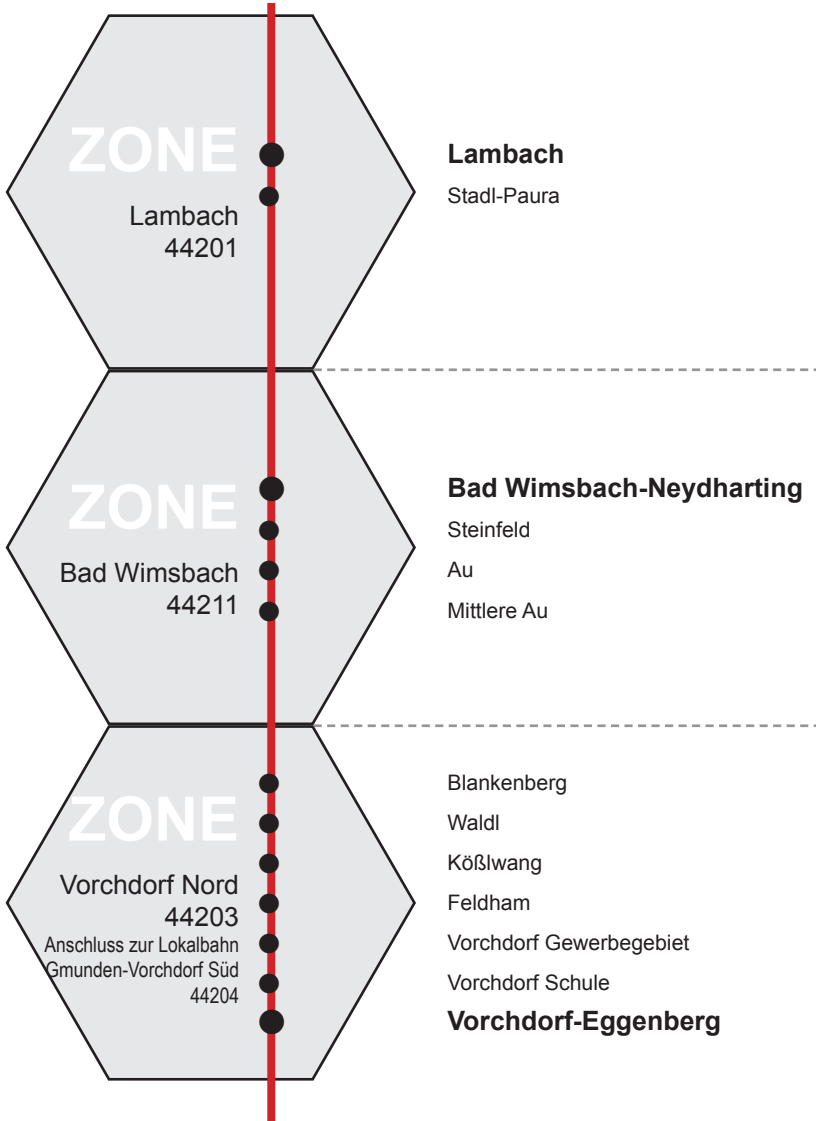 ZONE
Lambach
44201
Lambach
Stadl-Paura
ZONE
Bad Wimsbach
44211
Bad Wimsbach-Neydharting
Steinfeld
Au
Mittlere Au
ZONE
Vorchdorf Nord
44203
Anschluss zur Lokalbahn
Gmunden-Vorchdorf Süd
44204
Blankenberg
Waldl
Kößlwang
Feldham
Vorchdorf Gewerbegebiet
Vorchdorf Schule
Vorchdorf-Eggenberg